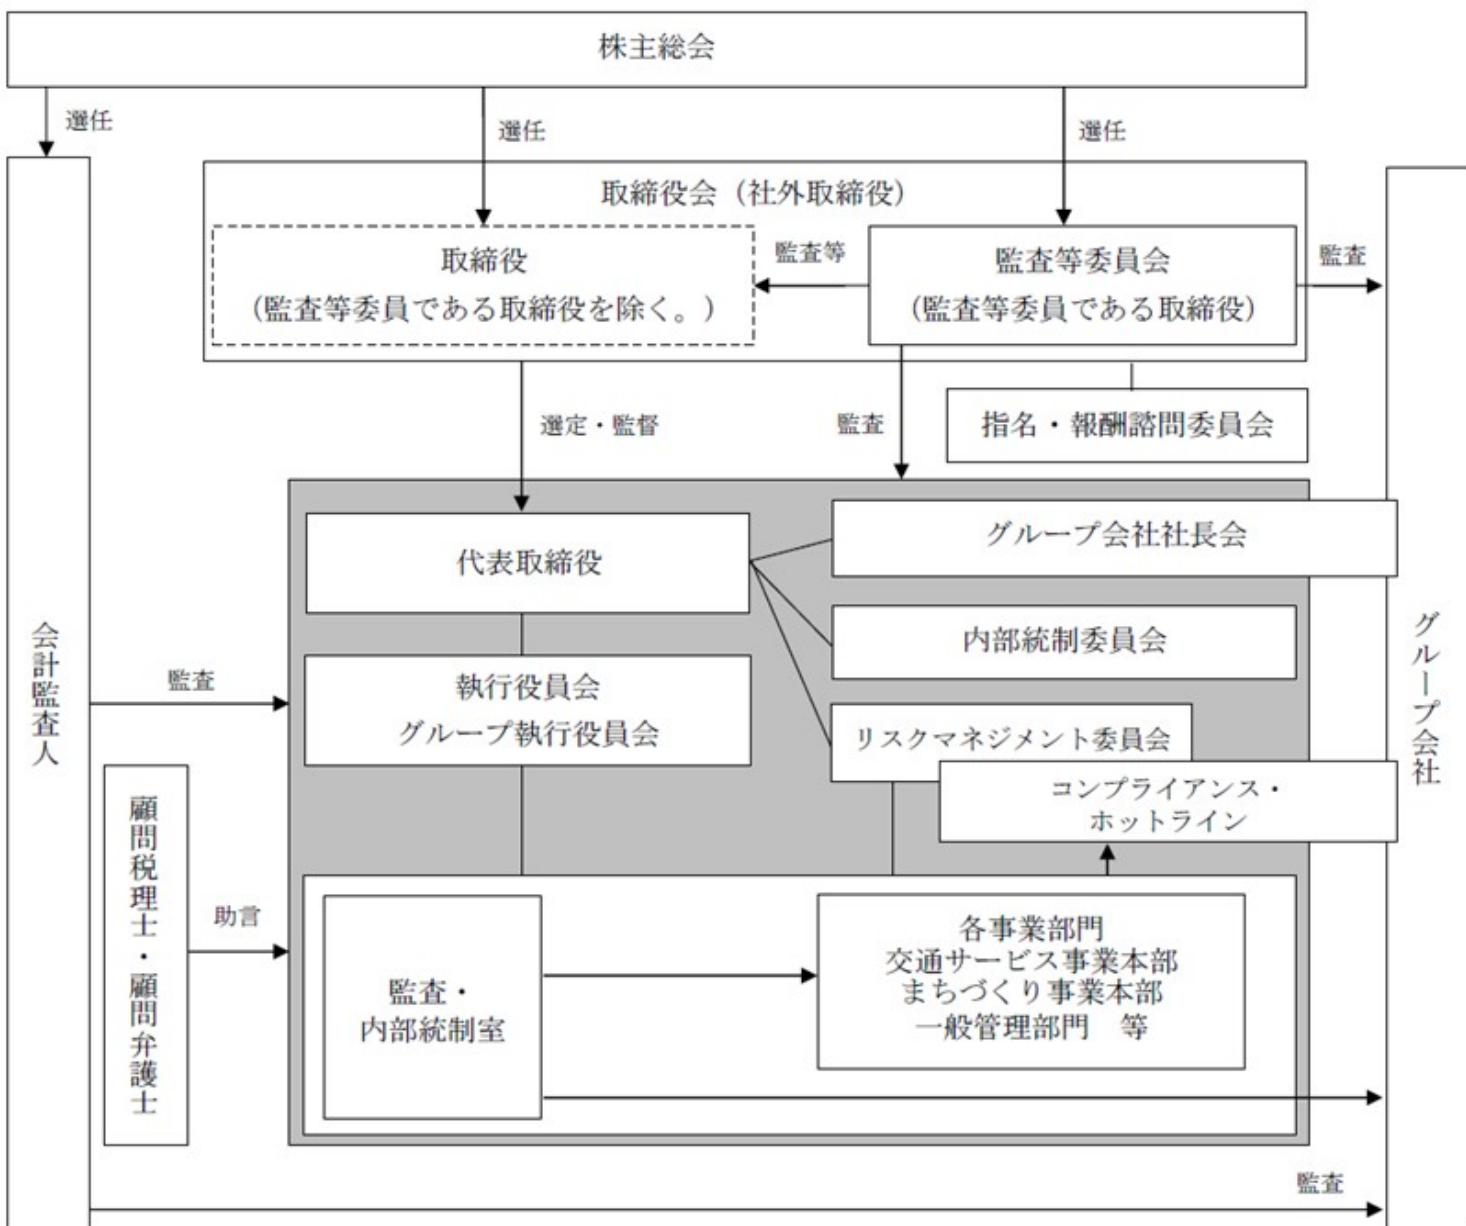 株主総会
選任
選任
選任
取締役会（社外取締役）
取締役
（監査等委員である取締役を除く。）
監査等
監査等委員会
（監査等委員である取締役）
監査
選定・監督
監査
指名・報酬諮問委員会
代表取締役
グループ会社社長会
内部統制委員会
執行役員会
グループ執行役員会
リスクマネジメント委員会
コンプライアンス・
ホットライン
会計監査人
監査
顧問税理士・顧問弁護士
助言
監査・
内部統制室
各事業部門
交通サービス事業本部
まちづくり事業本部
一般管理部門　等
グループ会社
監査